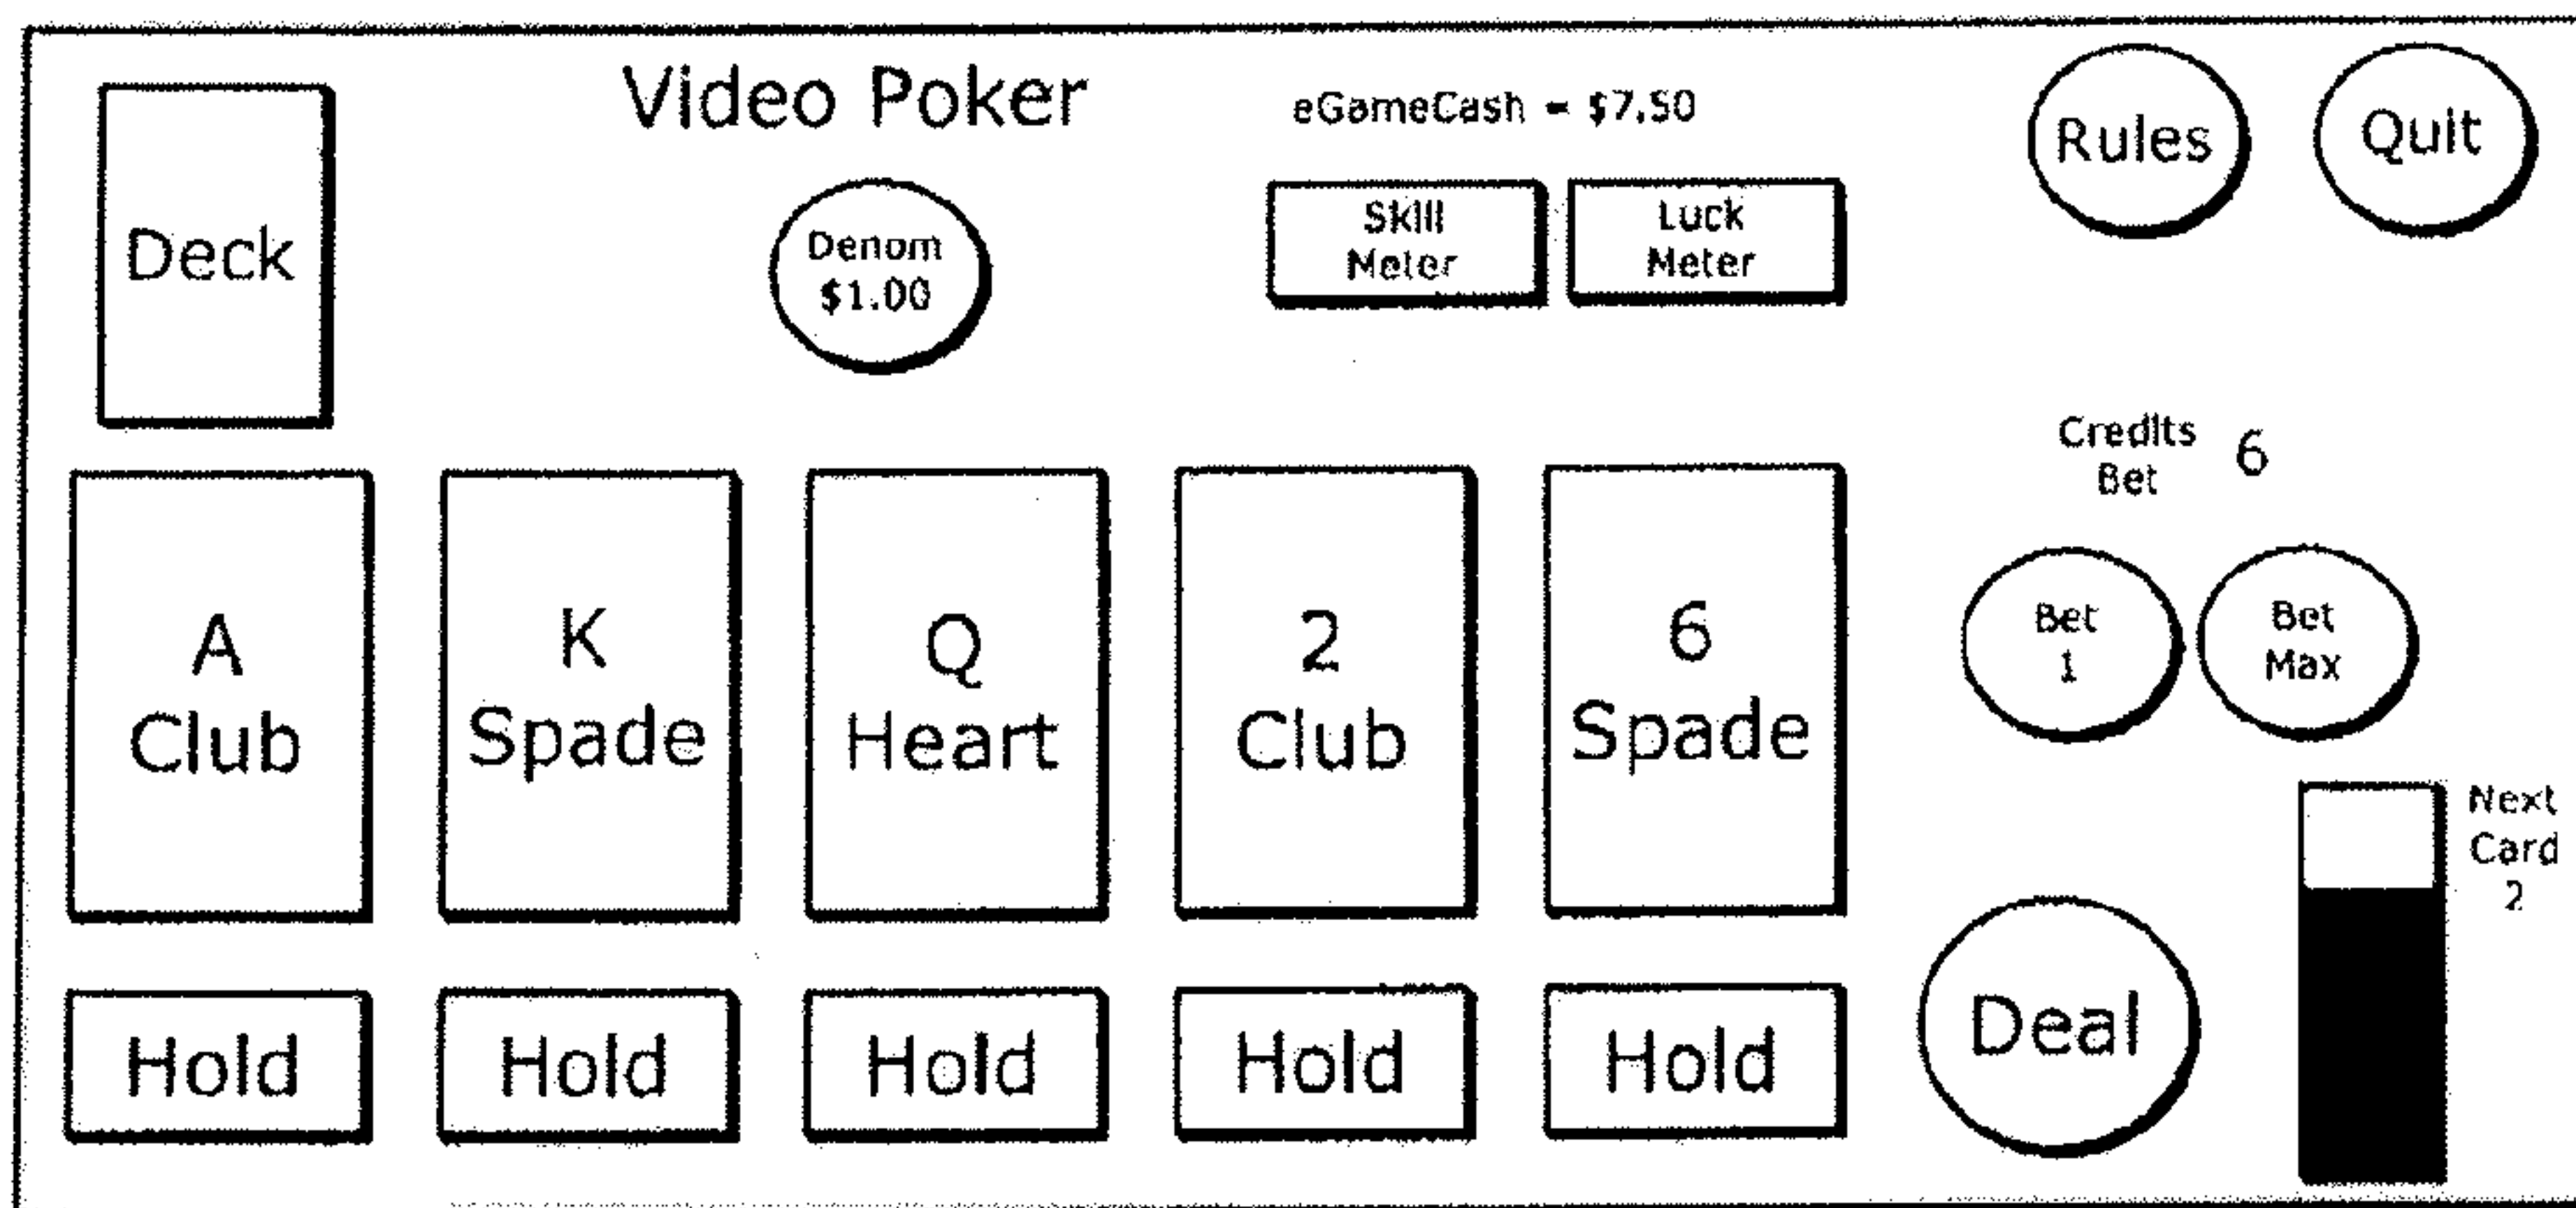 Video Poker
eGameCash = $7.50
Rules
Quit
Deck
Denom
$1.00
Skill
Meter
Luck
Meter
Credits
Bet
6
A
Club
K
Spade
Q
Heart
2
Club
6
Spade
Bet
1
Bet
Max
Next
Card
2
Deal
Hold
Hold
Hold
Hold
Hold